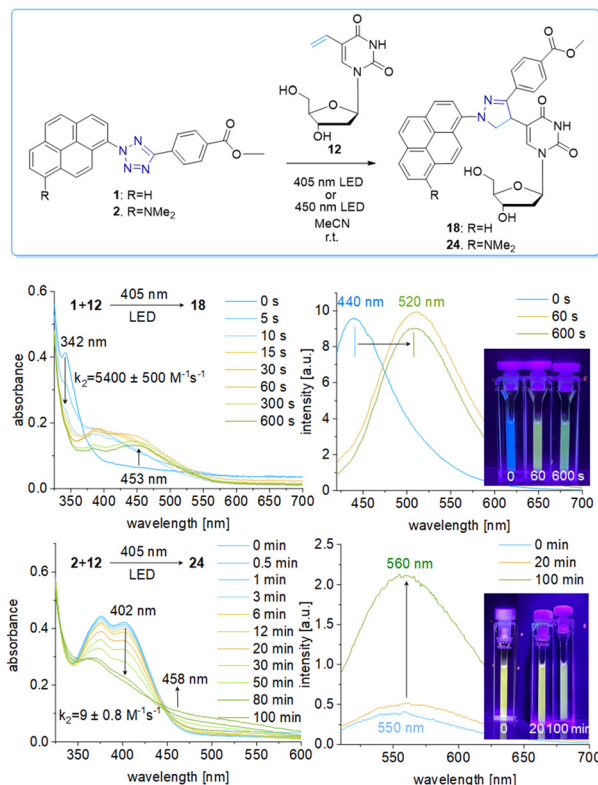 O
NH
N
O
HO
O
OH
12
N=N
N
N
N
O
O
R
1: R=H
2: R=NMe2
405 nm LED
or
450 nm LED
MeCN
r.t.
O
O
N
N
O
NH
N
O
R
HO
O
OH
18: R=H
24: R=NMe2
1+12 405 nm 18
LED
342 nm
k2=5400 ± 500 M-1s-1
453 nm
0 s
5 s
10 s
15 s
30 s
60 s
300 s
600 s
absorbance
0.6
0.4
0.2
0.0
350 400 450 500 550 600 650 700
wavelength [nm]
440 nm 520 nm
0 s
60 s
600 s
intensity [a.u.]
10
8
6
4
2
0
450 500 550 600 650 700
wavelength [nm]
0 60 600 s
2+12 405 nm 24
LED
402 nm
458 nm
k2=9 ± 0.8 M-1s-1
0 min
0.5 min
1 min
3 min
6 min
12 min
20 min
30 min
50 min
80 min
100 min
absorbance
0.6
0.4
0.2
0.0
350 400 450 500 550 600
wavelength [nm]
560 nm
550 nm
0 min
20 min
100 min
intensity [a.u.]
2.5
2.0
1.5
1.0
0.5
0.0
550 600 650 700
wavelength [nm]
0 20 100 min